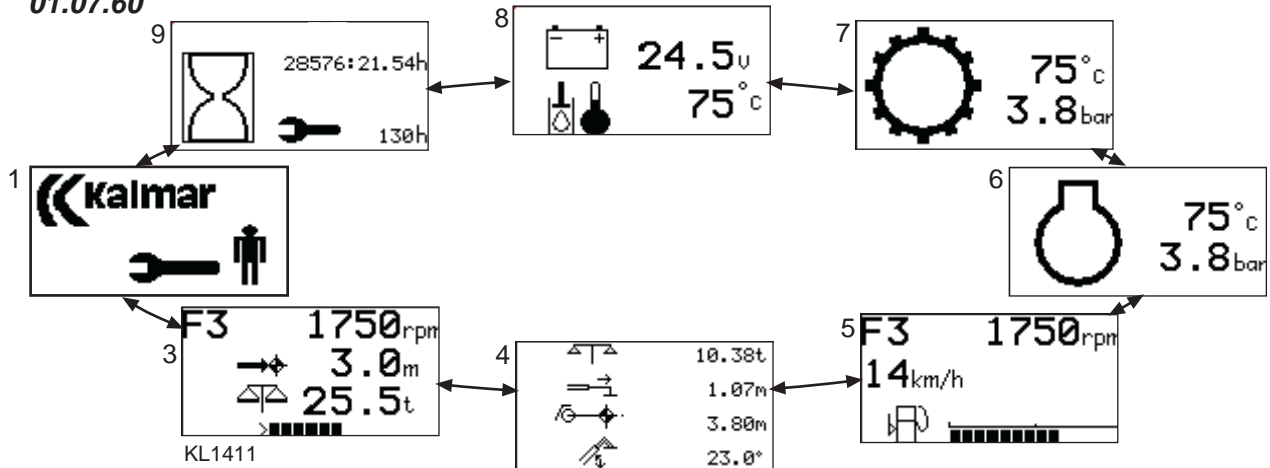 01.07.60
9
28576:21.54h
130h
8
- +
24.5v
75°c
7
75°c
3.8bar
1
Kalmar
6
75°c
3.8bar
3
F3 1750rpm
3.0m
25.5t
>
KL1411
4
10.38t
1.07m
3.80m
23.0°
5
F3 1750rpm
14km/h